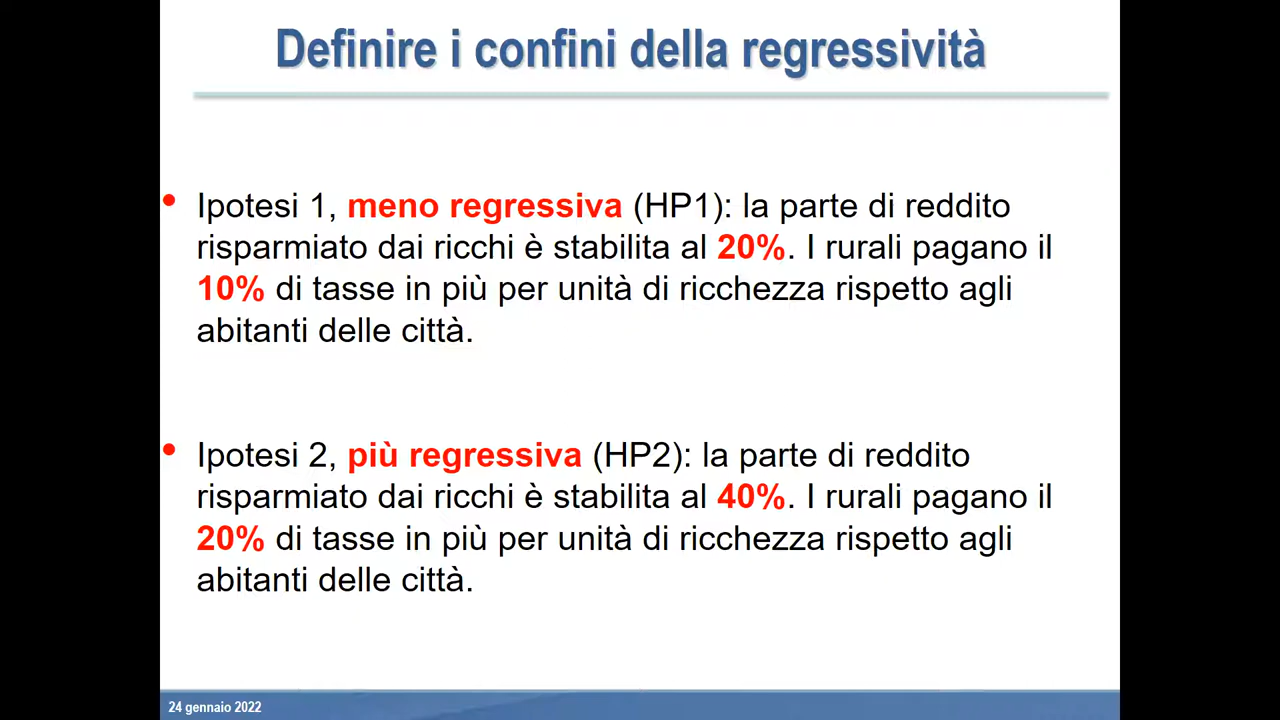 Definire i confini della regressività
• Ipotesi 1, meno regressiva (HP1): la parte di reddito
risparmiato dai ricchi è stabilita al 20%. I rurali pagano il
10% di tasse in più per unità di ricchezza rispetto agli
abitanti delle città.
• Ipotesi 2, più regressiva (HP2): la parte di reddito
risparmiato dai ricchi è stabilita al 40%. I rurali pagano il
20% di tasse in più per unità di ricchezza rispetto agli
abitanti delle città.
24 gennaio 2022